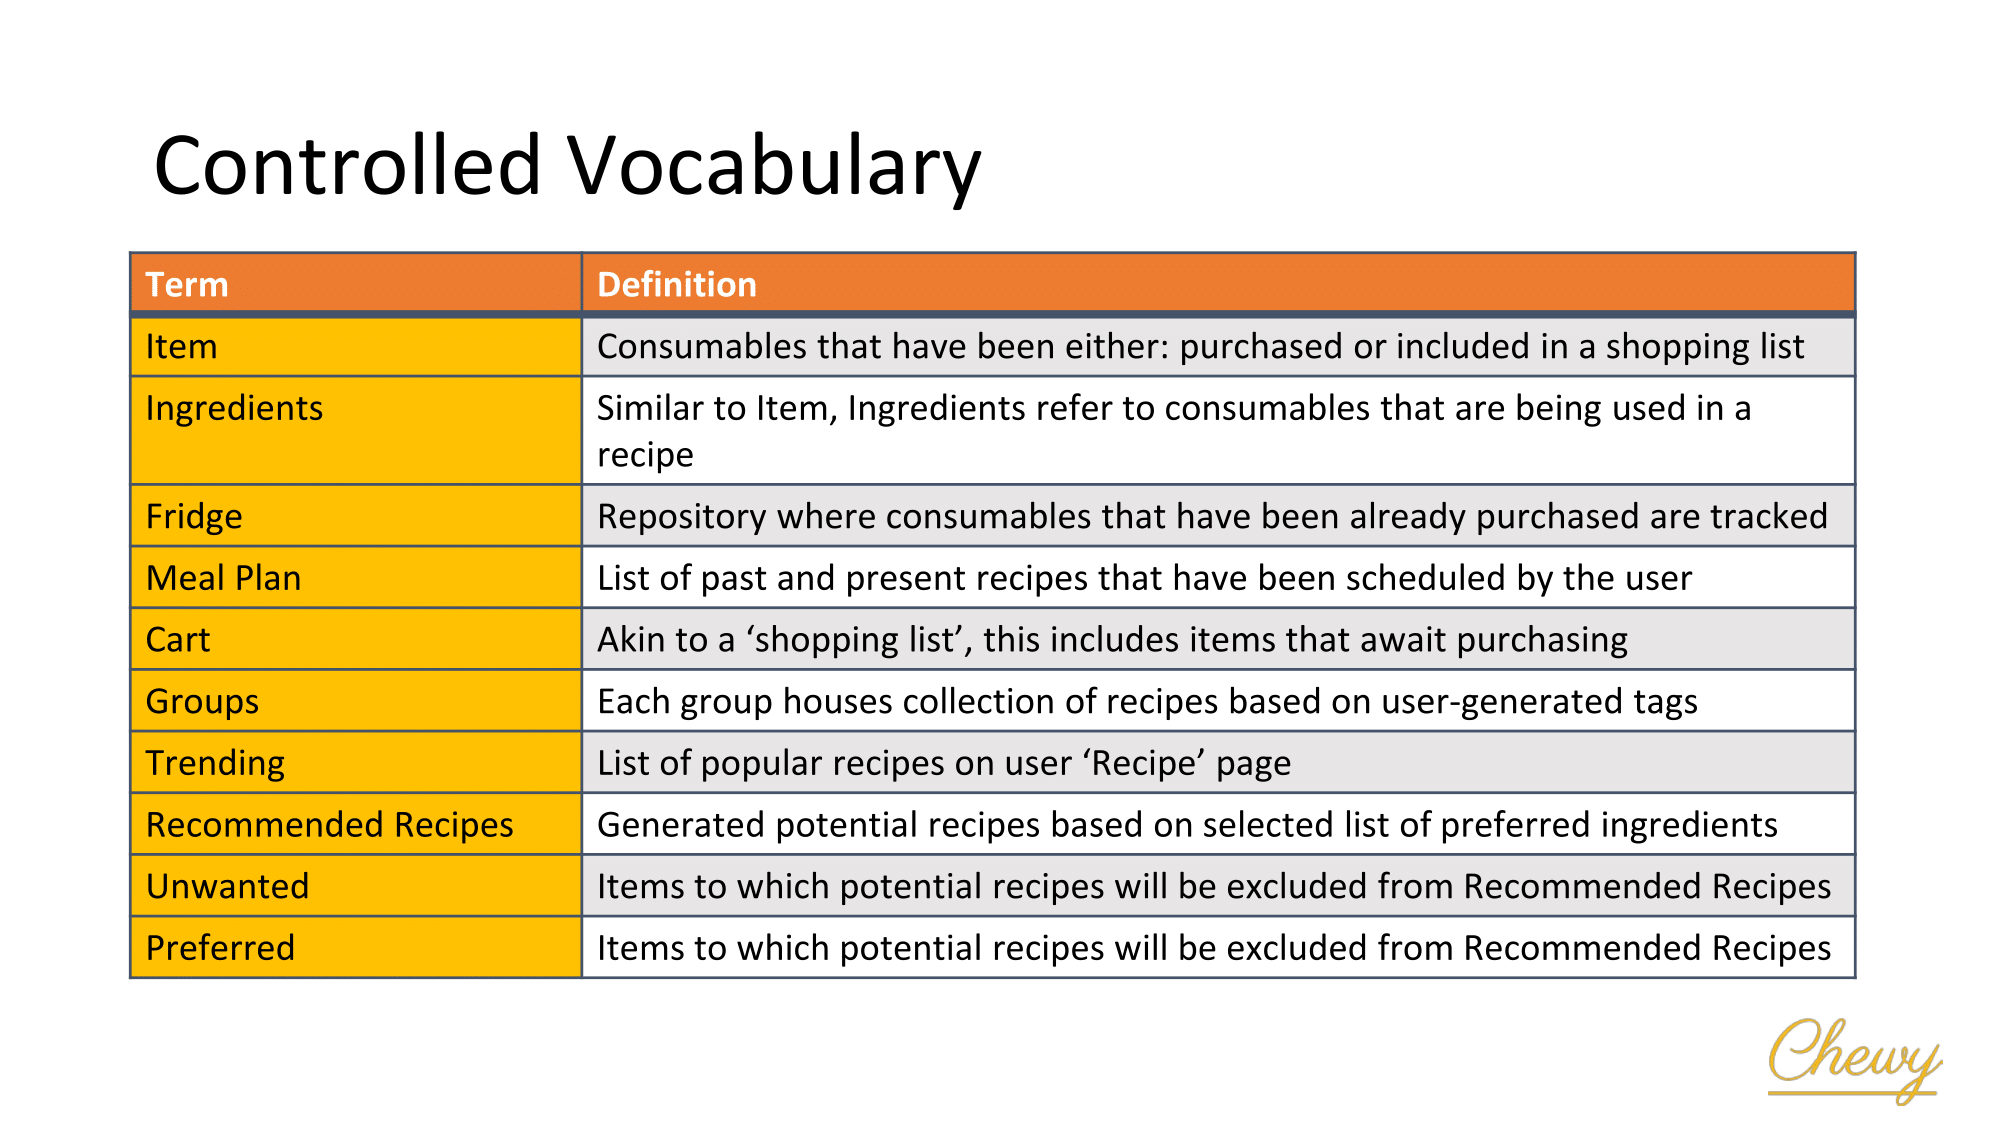 Controlled Vocabulary
Term
Definition
Item
Consumables that have been either: purchased or included in a shopping list
Ingredients
Similar to Item, Ingredients refer to consumables that are being used in a
recipe
Fridge
Repository where consumables that have been already purchased are tracked
Meal Plan
List of past and present recipes that have been scheduled by the user
Cart
Akin to a ‘shopping list’, this includes items that await purchasing
Groups
Each group houses collection of recipes based on user-generated tags
Trending
List of popular recipes on user ‘Recipe’ page
Recommended Recipes
Generated potential recipes based on selected list of preferred ingredients
Unwanted
Items to which potential recipes will be excluded from Recommended Recipes
Preferred
Items to which potential recipes will be excluded from Recommended Recipes
Chewy